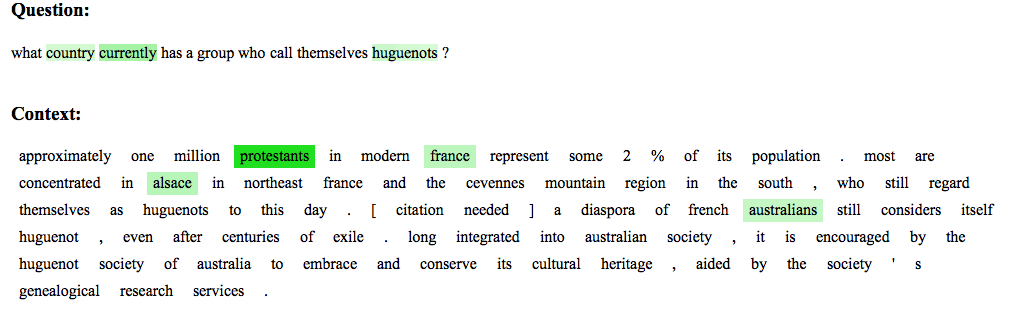 Question:
what country currently has a group who call themselves huguenots ?
Context:
approximately one million protestants in modern france represent some 2 % of its population . most are
concentrated in alsace in northeast france and the cevennes mountain region in the south , who still regard
themselves as huguenots to this day . [ citation needed ] a diaspora of french australians still considers itself
huguenot , even after centuries of exile . long integrated into australian society , it is encouraged by the
huguenot society of australia to embrace and conserve its cultural heritage , aided by the society ' s
genealogical research services .